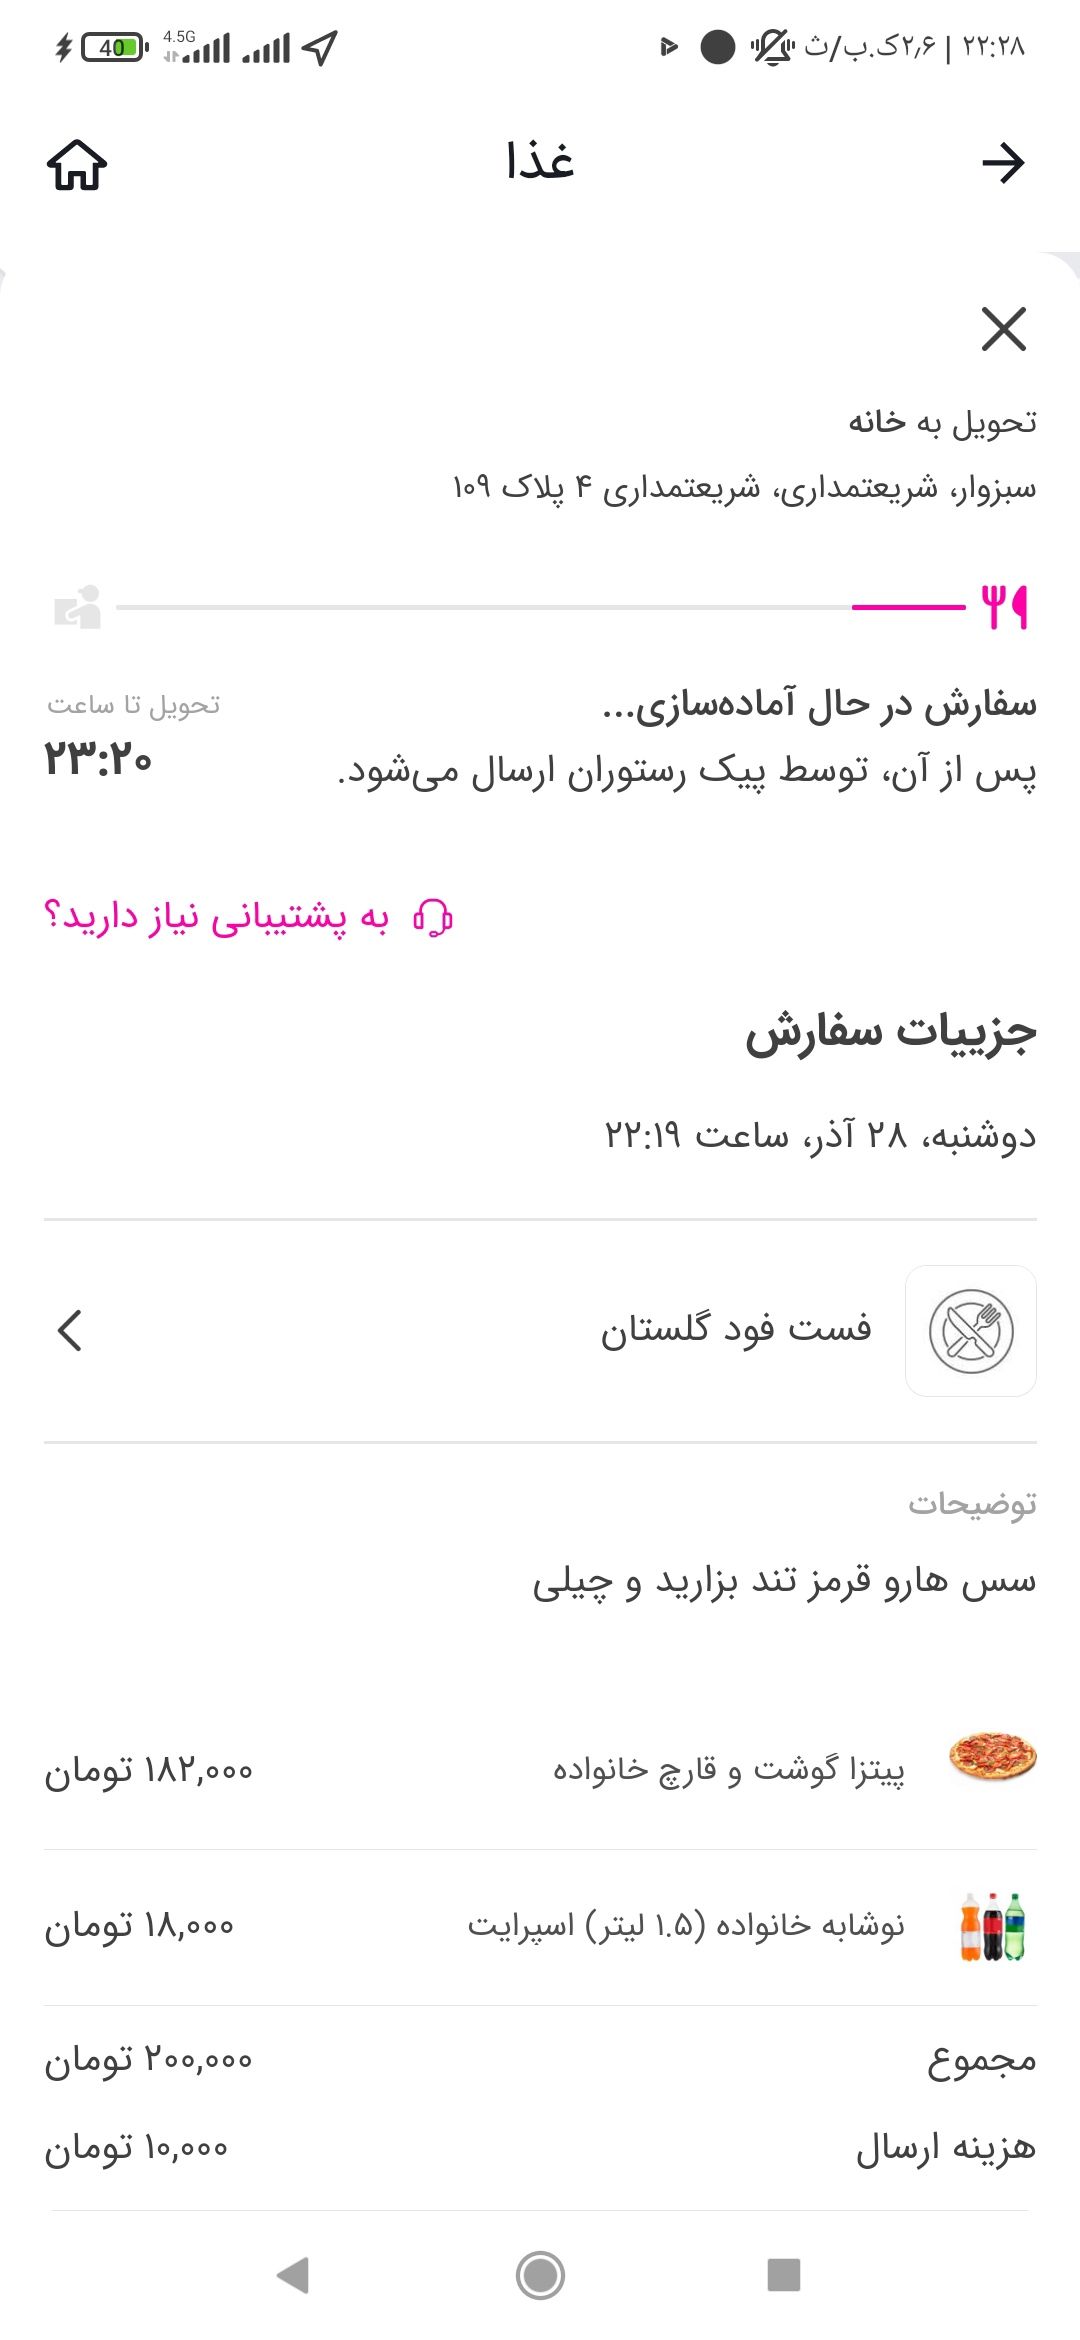 ۲۲:۲۸ | ۲٫۶ک.ب/ث
4.5G
40
غذا
تحویل به خانه
سبزوار، شریعتمداری، شریعتمداری ۴ پلاک ۱۰۹
سفارش در حال آماده‌سازی...
تحویل تا ساعت
پس از آن، توسط پیک رستوران ارسال می‌شود.
۲۳:۲۰
به پشتیبانی نیاز دارید؟
جزییات سفارش
دوشنبه، ۲۸ آذر، ساعت ۲۲:۱۹
فست فود گلستان
توضیحات
سس هارو قرمز تند بزارید و چیلی
پیتزا گوشت و قارچ خانواده ۱۸۲,۰۰۰ تومان
نوشابه خانواده (۱.۵ لیتر) اسپرایت ۱۸,۰۰۰ تومان
مجموع ۲۰۰,۰۰۰ تومان
هزینه ارسال ۱۰,۰۰۰ تومان